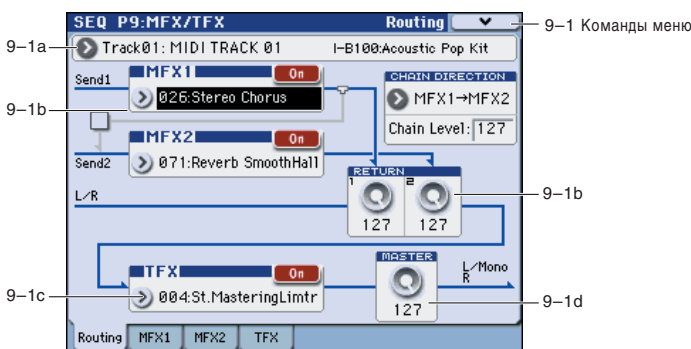 SEQ P9:MFX/TFX Routing
9–1 Команды меню
9–1a
Track01: MIDI TRACK 01 I-B100:Acoustic Pop Kit
Send1
MFX1 On
026:Stereo Chorus
9–1b
CHAIN DIRECTION
MFX1→MFX2
Chain Level: 127
MFX2 On
071:Reverb SmoothHall
Send2
RETURN
1 2
127 127
9–1b
L/R
MASTER
127
L/Mono
R
TFX On
004:St.MasteringLimtr
9–1c
9–1d
Routing MFX1 MFX2 TFX